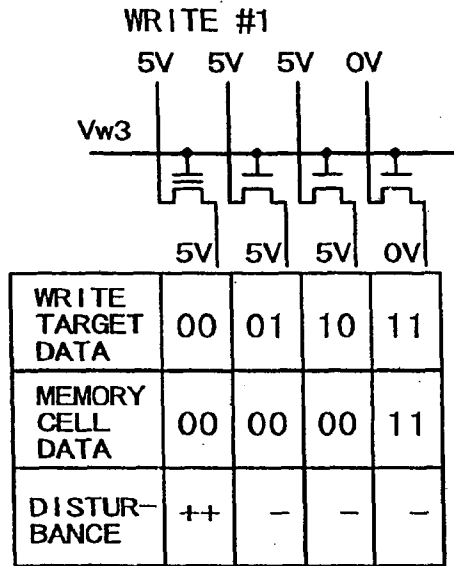 WRITE #1
5V 5V 5V 0V
Vw3
5V 5V 5V 0V
WRITE
TARGET
DATA
00 01 10 11
MEMORY
CELL
DATA
00 00 00 11
DISTUR-
BANCE
++ - - -